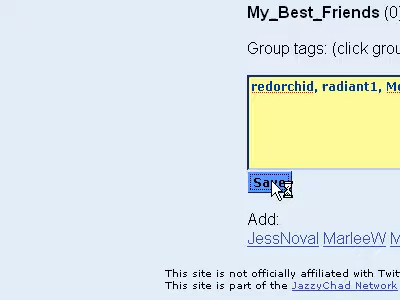 My_Best_Friends (0)
Group tags: (click grou
redorchid, radiant1, Me
Save
Add:
JessNoval MarleeW M
This site is not officially affiliated with Twit
This site is part of the JazzyChad Network